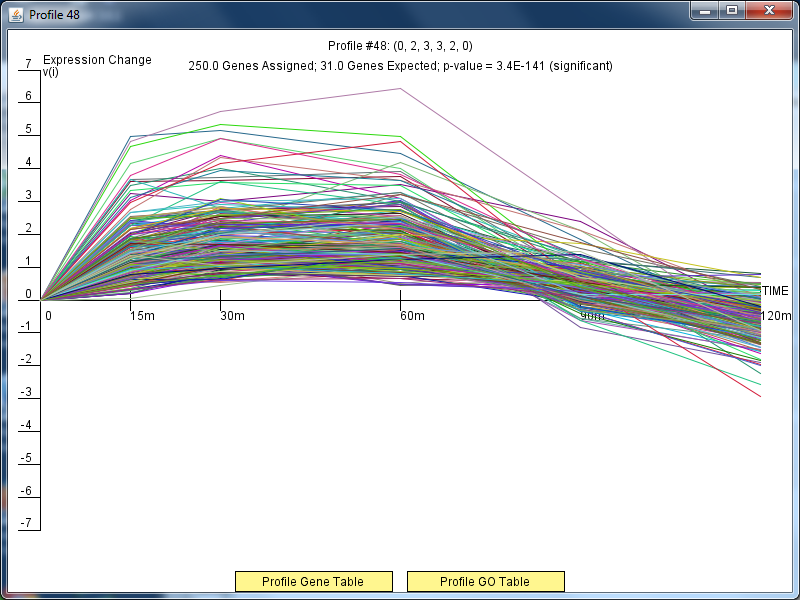 Profile 48
Profile #48: (0, 2, 3, 3, 2, 0)
250.0 Genes Assigned; 31.0 Genes Expected; p-value = 3.4E-141 (significant)
Expression Change
v(i)
7
6
5
4
3
2
1
0
-1
-2
-3
-4
-5
-6
-7
TIME
0 15m 30m 60m 90m 120m
Profile Gene Table Profile GO Table